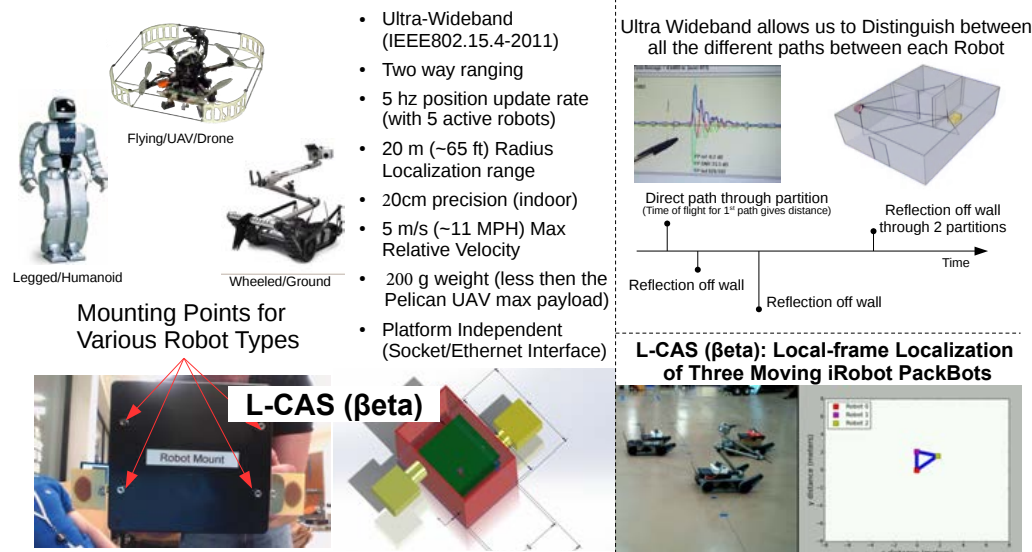 Flying/UAV/Drone
Legged/Humanoid
Wheeled/Ground
Mounting Points for
Various Robot Types
• Ultra-Wideband
(IEEE802.15.4-2011)
• Two way ranging
• 5 hz position update rate
(with 5 active robots)
• 20 m (~65 ft) Radius
Localization range
• 20cm precision (indoor)
• 5 m/s (~11 MPH) Max
Relative Velocity
• 200 g weight (less then the
Pelican UAV max payload)
• Platform Independent
(Socket/Ethernet Interface)
L-CAS (βeta)
Robot Mount
Ultra Wideband allows us to Distinguish between
all the different paths between each Robot
Direct path through partition
(Time of flight for 1st path gives distance)
Reflection off wall
through 2 partitions
Time
Reflection off wall
Reflection off wall
L-CAS (βeta): Local-frame Localization
of Three Moving iRobot PackBots
Robot 0
Robot 1
Robot 2
y distance (meters)